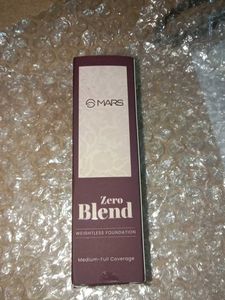 MARS
Zero
Blend
WEIGHTLESS FOUNDATION
Medium-Full Coverage